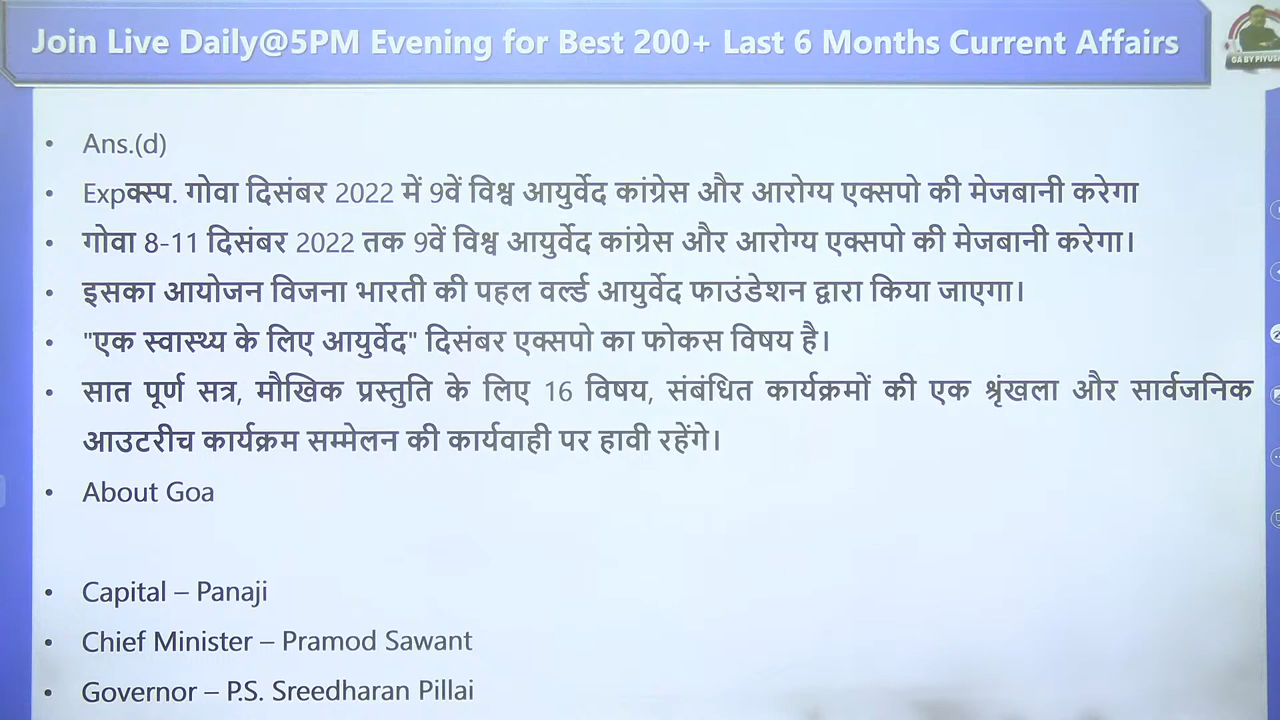 Join Live Daily@5PM Evening for Best 200+ Last 6 Months Current Affairs
GA BY PIYUSH
• Ans.(d)
• Expक्स्प. गोवा दिसंबर 2022 में 9वें विश्व आयुर्वेद कांग्रेस और आरोग्य एक्सपो की मेजबानी करेगा
• गोवा 8-11 दिसंबर 2022 तक 9वें विश्व आयुर्वेद कांग्रेस और आरोग्य एक्सपो की मेजबानी करेगा।
• इसका आयोजन विजना भारती की पहल वर्ल्ड आयुर्वेद फाउंडेशन द्वारा किया जाएगा।
• "एक स्वास्थ्य के लिए आयुर्वेद" दिसंबर एक्सपो का फोकस विषय है।
• सात पूर्ण सत्र, मौखिक प्रस्तुति के लिए 16 विषय, संबंधित कार्यक्रमों की एक श्रृंखला और सार्वजनिक
आउटरीच कार्यक्रम सम्मेलन की कार्यवाही पर हावी रहेंगे।
• About Goa
• Capital – Panaji
• Chief Minister – Pramod Sawant
• Governor – P.S. Sreedharan Pillai